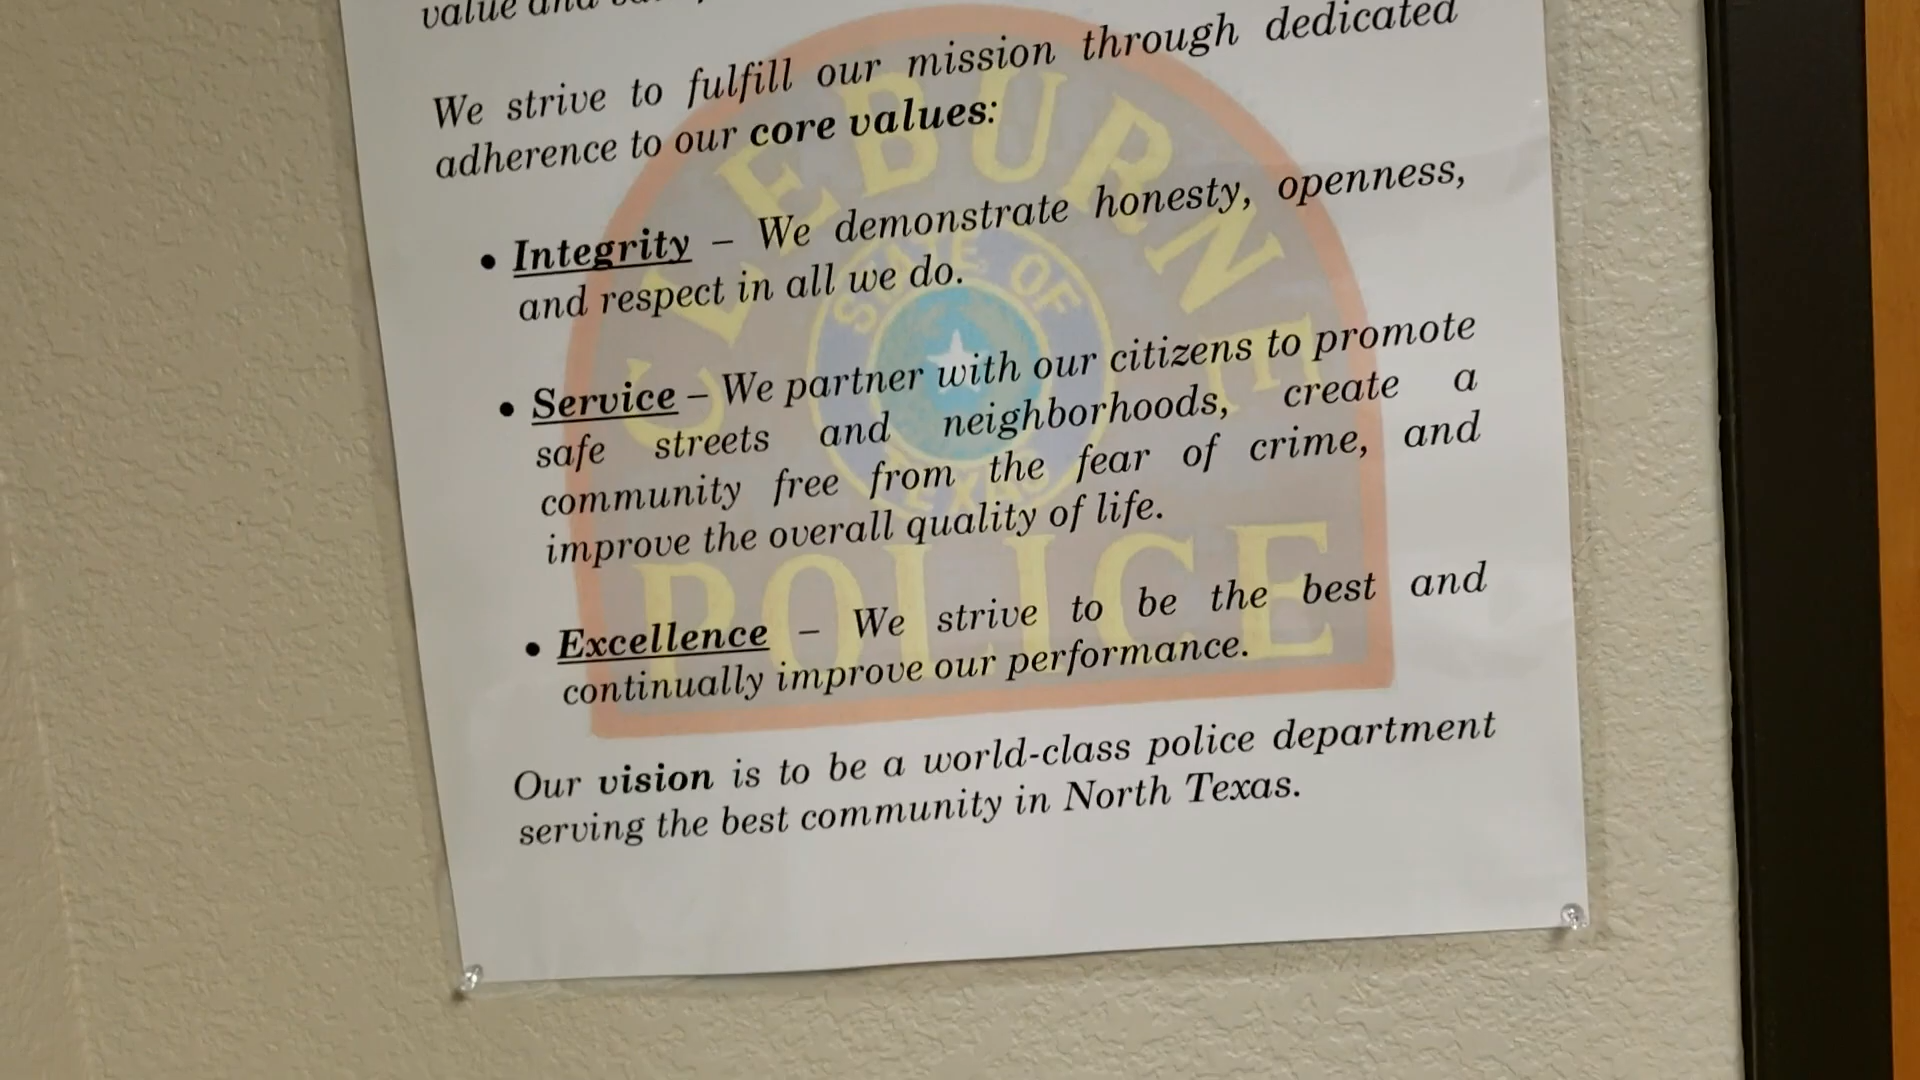 value and
We strive to fulfill our mission through dedicated
adherence to our core values:
• Integrity – We demonstrate honesty, openness,
and respect in all we do.
• Service – We partner with our citizens to promote
safe streets and neighborhoods, create a
community free from the fear of crime, and
improve the overall quality of life.
• Excellence – We strive to be the best and
continually improve our performance.
Our vision is to be a world-class police department
serving the best community in North Texas.
CLEBURNE
STATE OF
TEXAS
POLICE